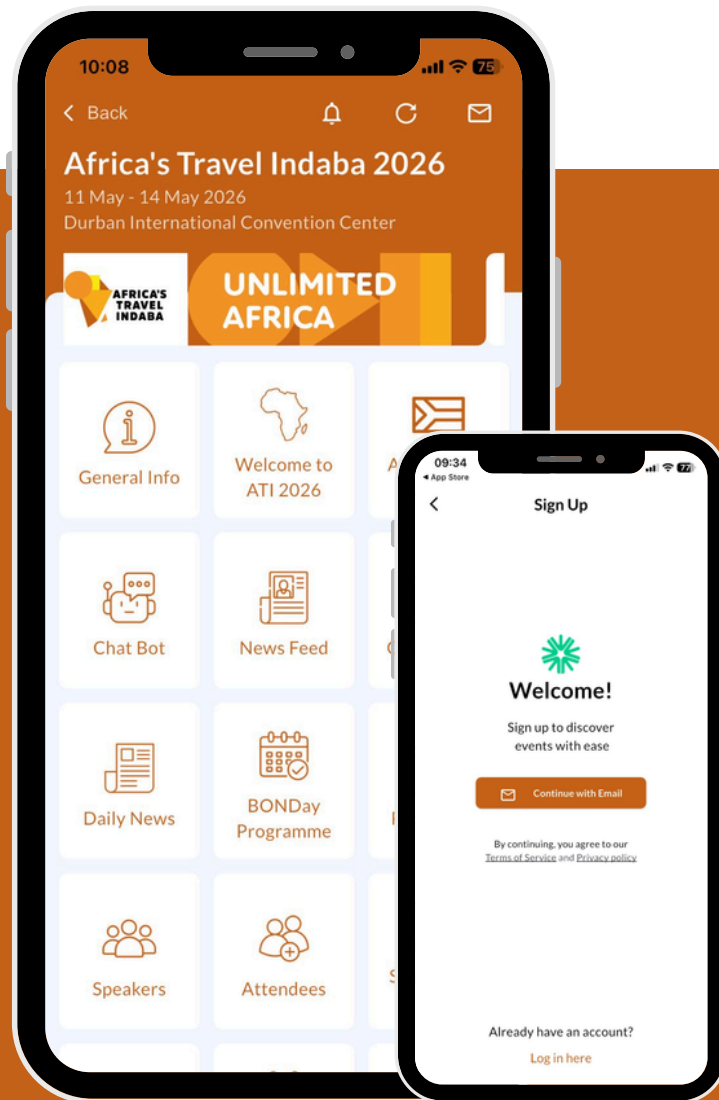 10:08
75
Back
Africa's Travel Indaba 2026
11 May - 14 May 2026
Durban International Convention Center
AFRICA'S
TRAVEL
INDABA
UNLIMITED
AFRICA
General Info
Welcome to
ATI 2026
Chat Bot
News Feed
Daily News
BONDay
Programme
Speakers
Attendees
09:34
77
App Store
Sign Up
Welcome!
Sign up to discover
events with ease
Continue with Email
By continuing, you agree to our
Terms of Service and Privacy policy
Already have an account?
Log in here